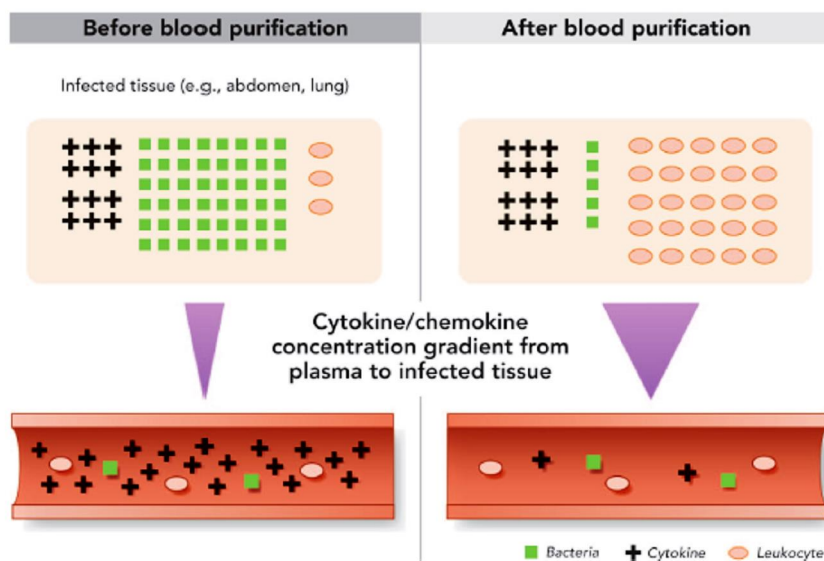 Before blood purification
After blood purification
Infected tissue (e.g., abdomen, lung)
Cytokine/chemokine
concentration gradient from
plasma to infected tissue
Bacteria
Cytokine
Leukocyte